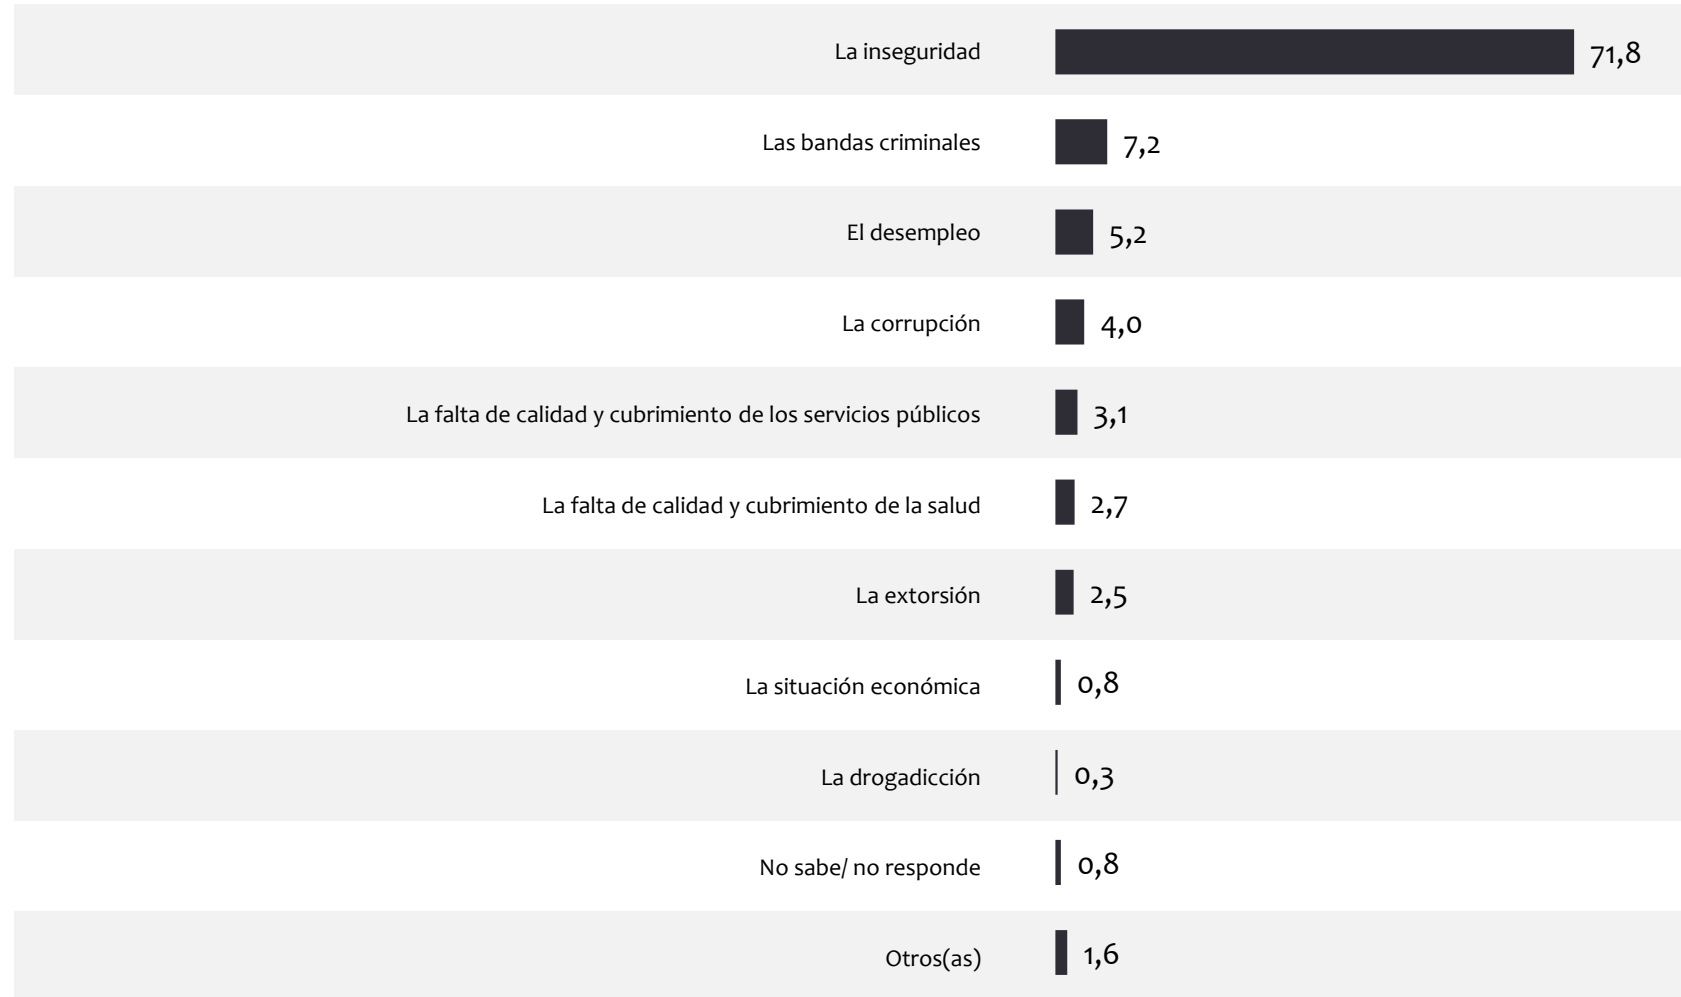 La inseguridad 71,8
Las bandas criminales 7,2
El desempleo 5,2
La corrupción 4,0
La falta de calidad y cubrimiento de los servicios públicos 3,1
La falta de calidad y cubrimiento de la salud 2,7
La extorsión 2,5
La situación económica 0,8
La drogadicción 0,3
No sabe/ no responde 0,8
Otros(as) 1,6